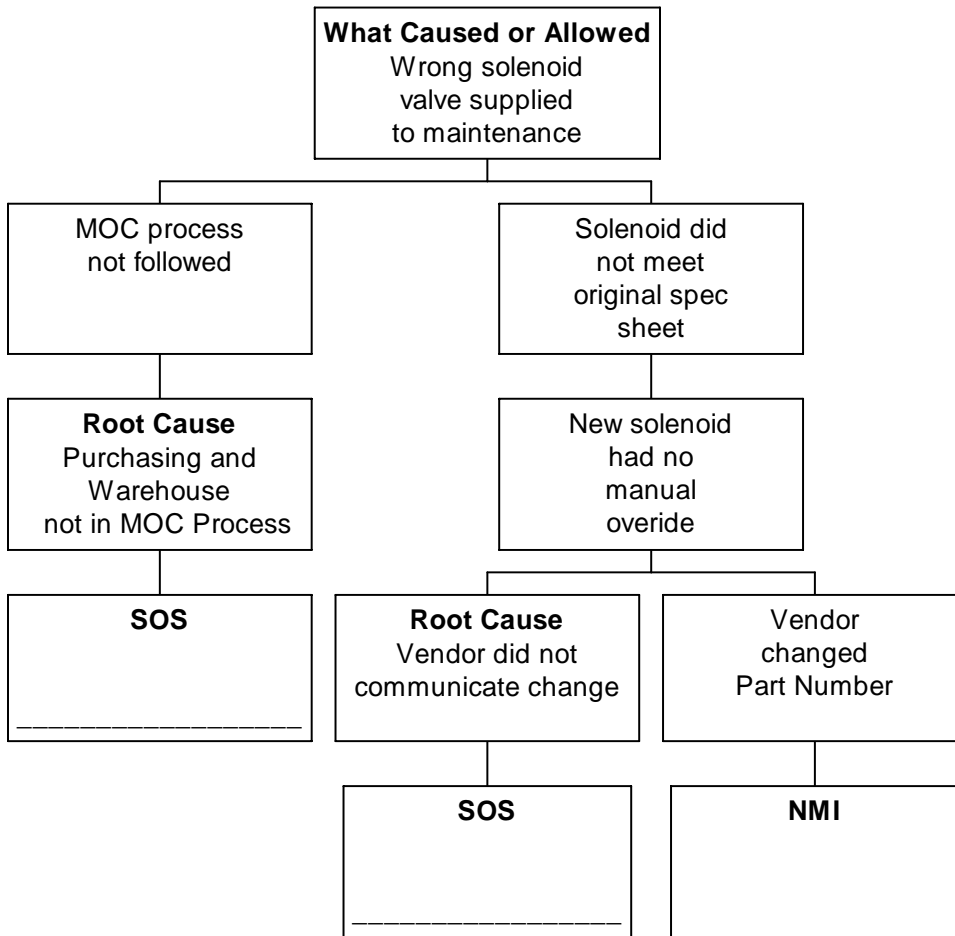 What Caused or Allowed
Wrong solenoid
valve supplied
to maintenance
MOC process
not followed
Solenoid did
not meet
original spec
sheet
Root Cause
Purchasing and
Warehouse
not in MOC Process
New solenoid
had no
manual
overide
SOS
__________________
Root Cause
Vendor did not
communicate change
Vendor
changed
Part Number
SOS
_________________
NMI